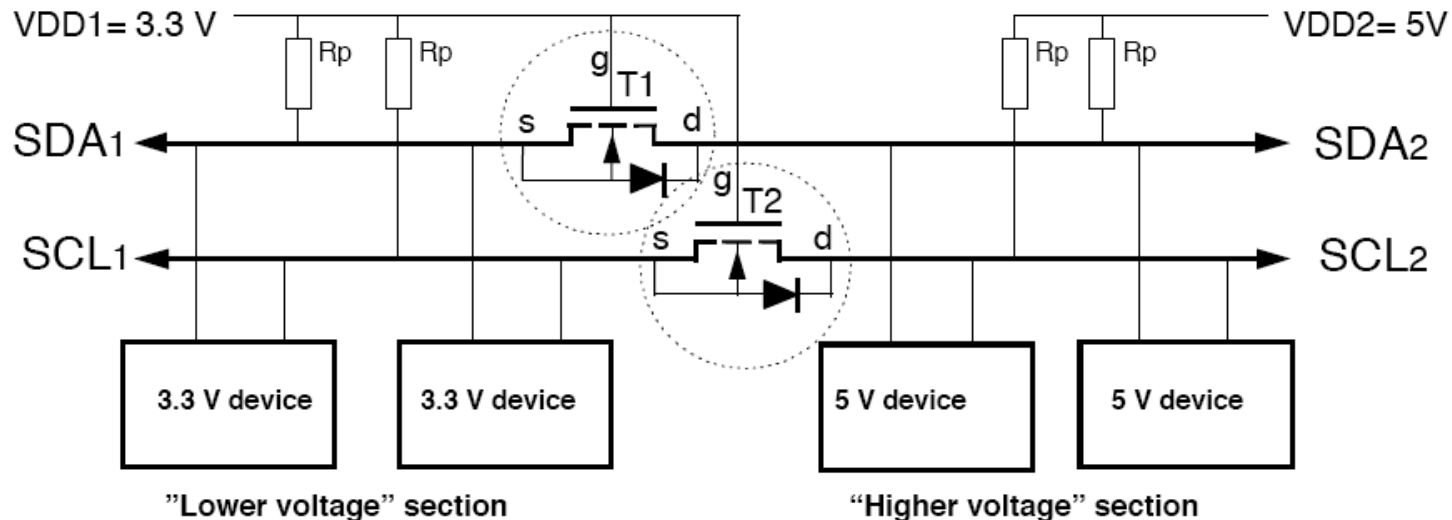 VDD1= 3.3 V
VDD2= 5V
Rp
Rp
Rp
Rp
g
T1
s
d
SDA1
SDA2
g
T2
s
d
SCL1
SCL2
3.3 V device
3.3 V device
5 V device
5 V device
”Lower voltage” section
“Higher voltage” section